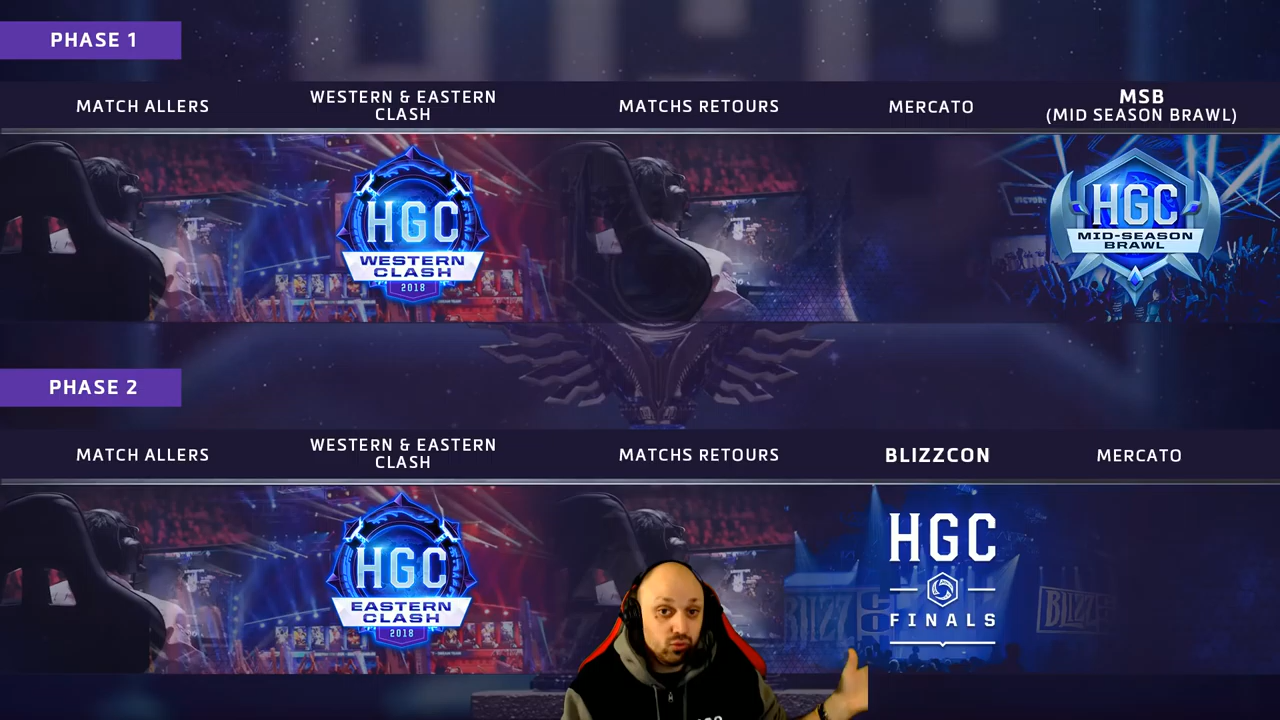 PHASE 1
MATCH ALLERS
WESTERN & EASTERN
CLASH
MATCHS RETOURS
MERCATO
MSB
(MID SEASON BRAWL)
HGC
WESTERN
CLASH
2018
VICTORY
HGC
MID-SEASON
BRAWL
PHASE 2
MATCH ALLERS
WESTERN & EASTERN
CLASH
MATCHS RETOURS
BLIZZCON
MERCATO
HGC
EASTERN
CLASH
2018
HGC
FINALS